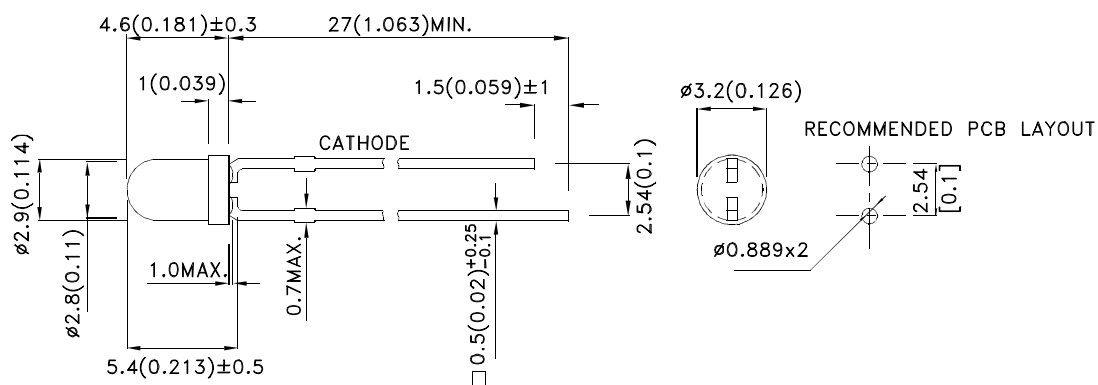 4.6(0.181)±0.3
27(1.063)MIN.
1(0.039)
1.5(0.059)±1
ø3.2(0.126)
CATHODE
RECOMMENDED PCB LAYOUT
ø2.9(0.114)
ø2.8(0.11)
2.54(0.1)
2.54
[0.1]
1.0MAX.
0.7MAX.
0.5(0.02)+0.25
-0.1
ø0.889x2
5.4(0.213)±0.5